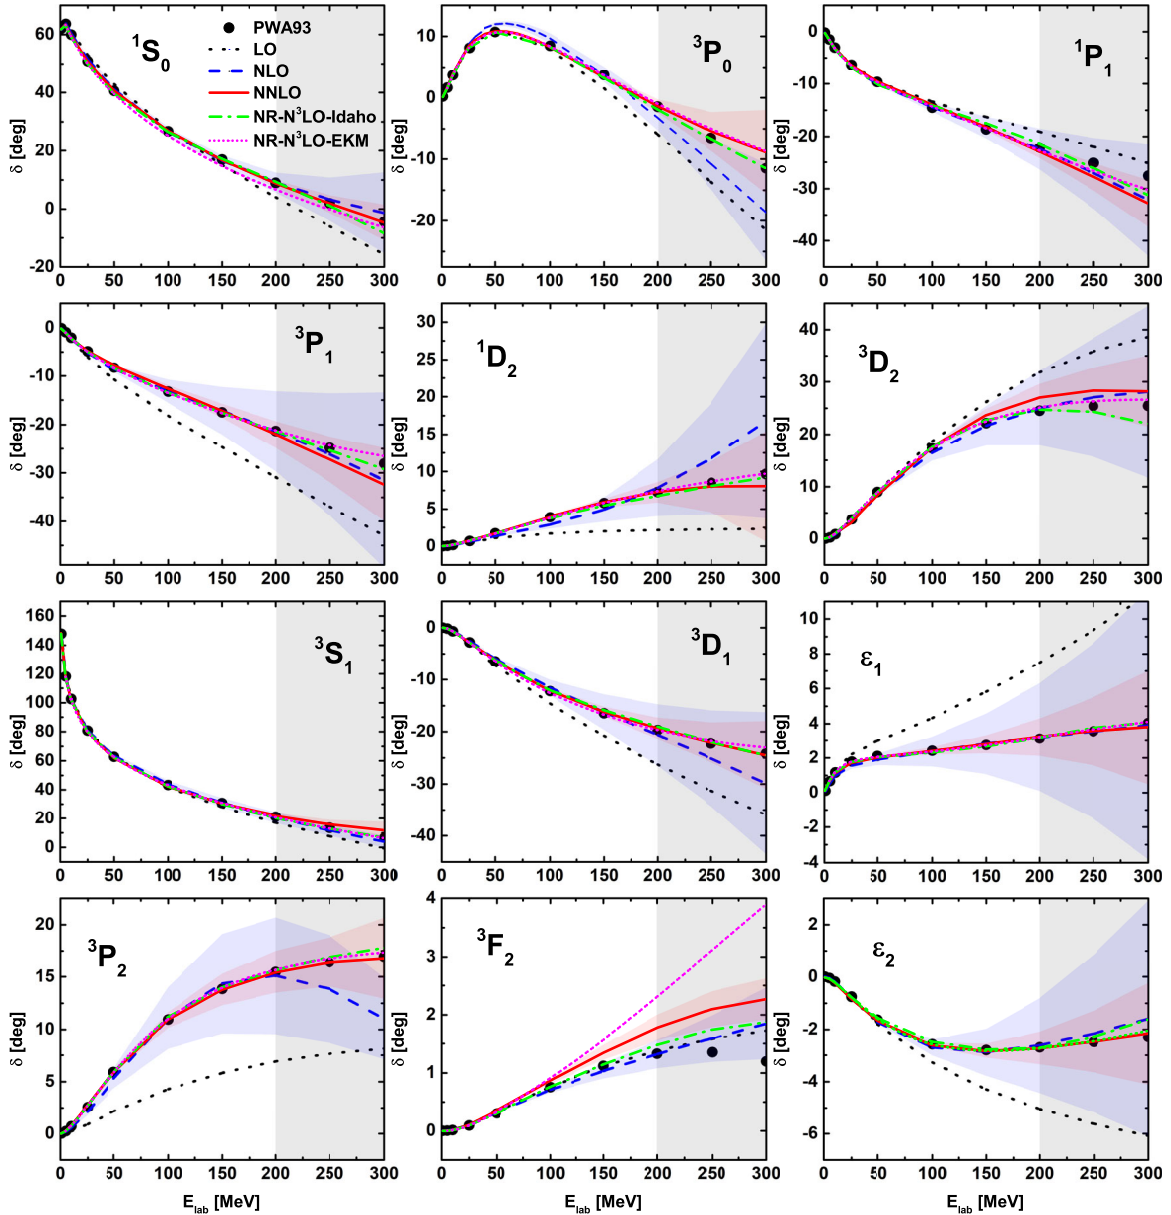 60
40
20
0
-20
δ [deg]
¹S₀
PWA93
LO
NLO
NNLO
NR-N³LO-Idaho
NR-N³LO-EKM
0 50 100 150 200 250 300
10
0
-10
-20
δ [deg]
³P₀
0 50 100 150 200 250 300
0
-10
-20
-30
-40
δ [deg]
¹P₁
0 50 100 150 200 250 300
0
-10
-20
-30
-40
δ [deg]
³P₁
0 50 100 150 200 250 300
30
25
20
15
10
5
0
δ [deg]
¹D₂
0 50 100 150 200 250 300
40
30
20
10
0
δ [deg]
³D₂
0 50 100 150 200 250 300
160
140
120
100
80
60
40
20
0
δ [deg]
³S₁
0 50 100 150 200 250 300
0
-10
-20
-30
-40
δ [deg]
³D₁
0 50 100 150 200 250 300
10
8
6
4
2
0
-2
-4
δ [deg]
ε₁
0 50 100 150 200 250 300
20
15
10
5
0
δ [deg]
³P₂
0 50 100 150 200 250 300
E_lab [MeV]
4
3
2
1
0
δ [deg]
³F₂
0 50 100 150 200 250 300
E_lab [MeV]
2
0
-2
-4
-6
δ [deg]
ε₂
0 50 100 150 200 250 300
E_lab [MeV]